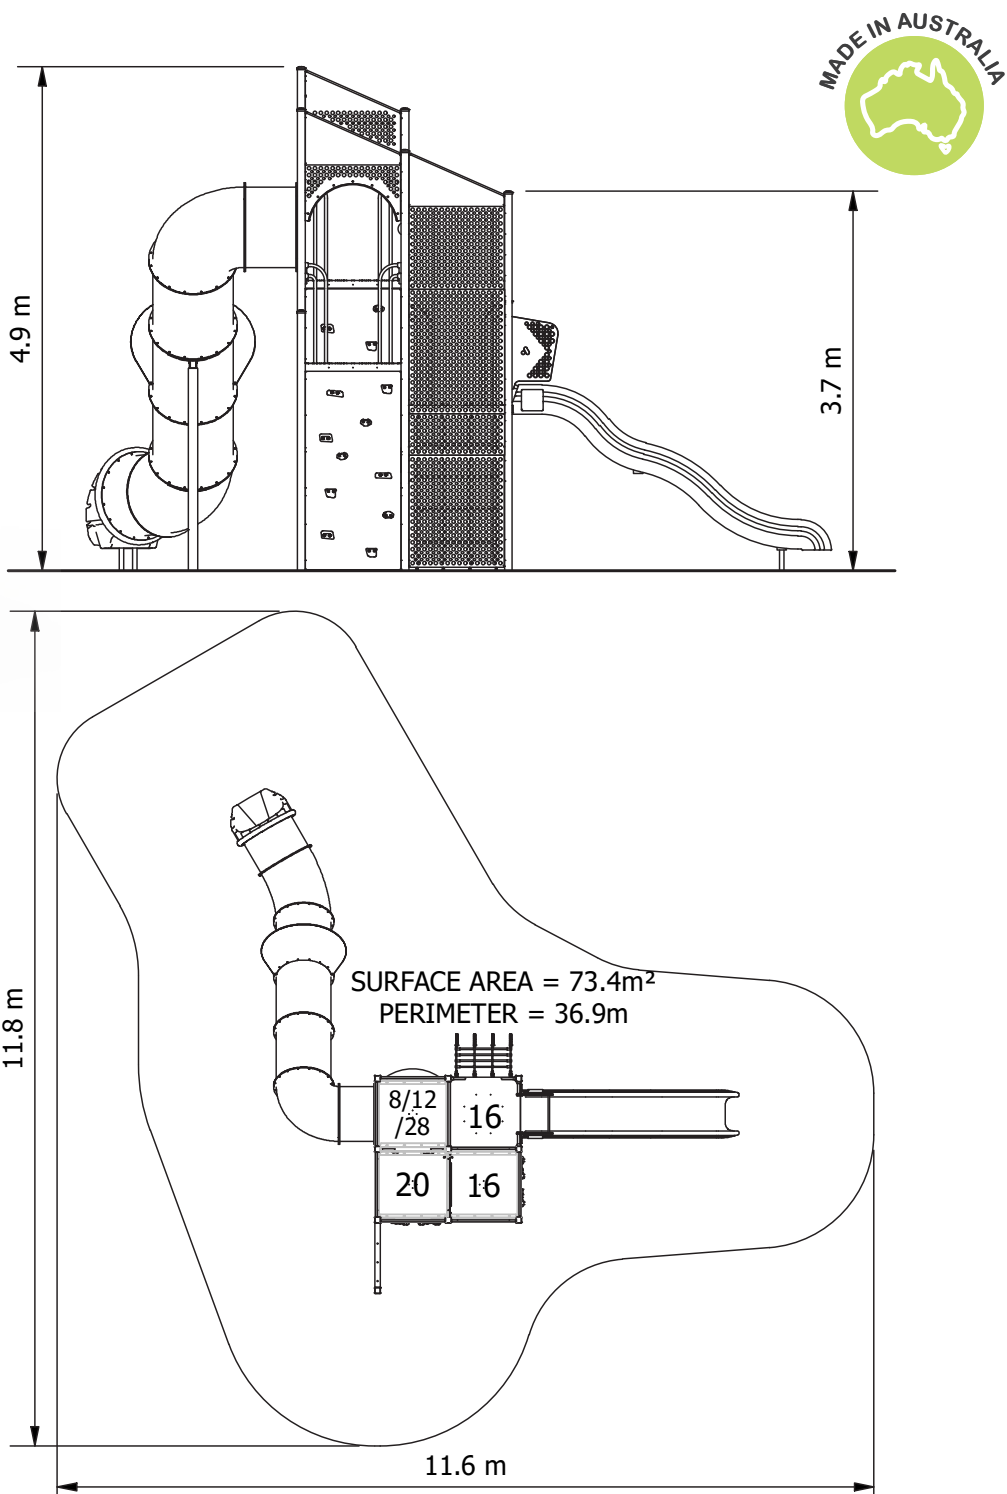 MADE IN AUSTRALIA
4.9 m
3.7 m
11.8 m
SURFACE AREA = 73.4m²
PERIMETER = 36.9m
8/12
/28
16
20
16
11.6 m